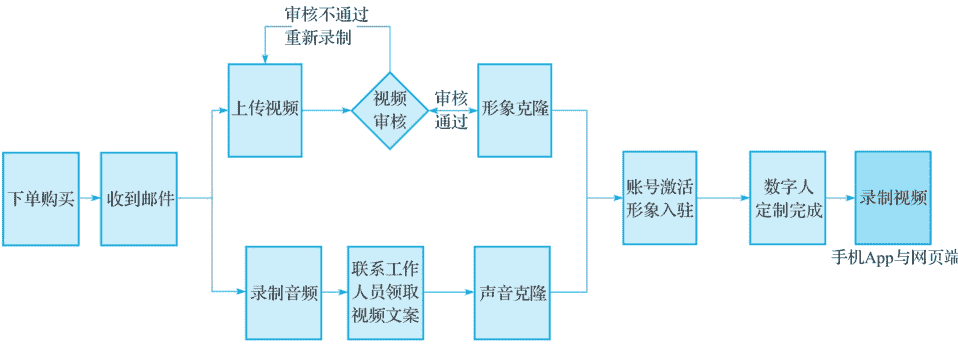 审核不通过
重新录制
上传视频
视频
审核
审核
通过
形象克隆
下单购买
收到邮件
账号激活
形象入驻
数字人
定制完成
录制视频
手机App与网页端
录制音频
联系工作
人员领取
视频文案
声音克隆